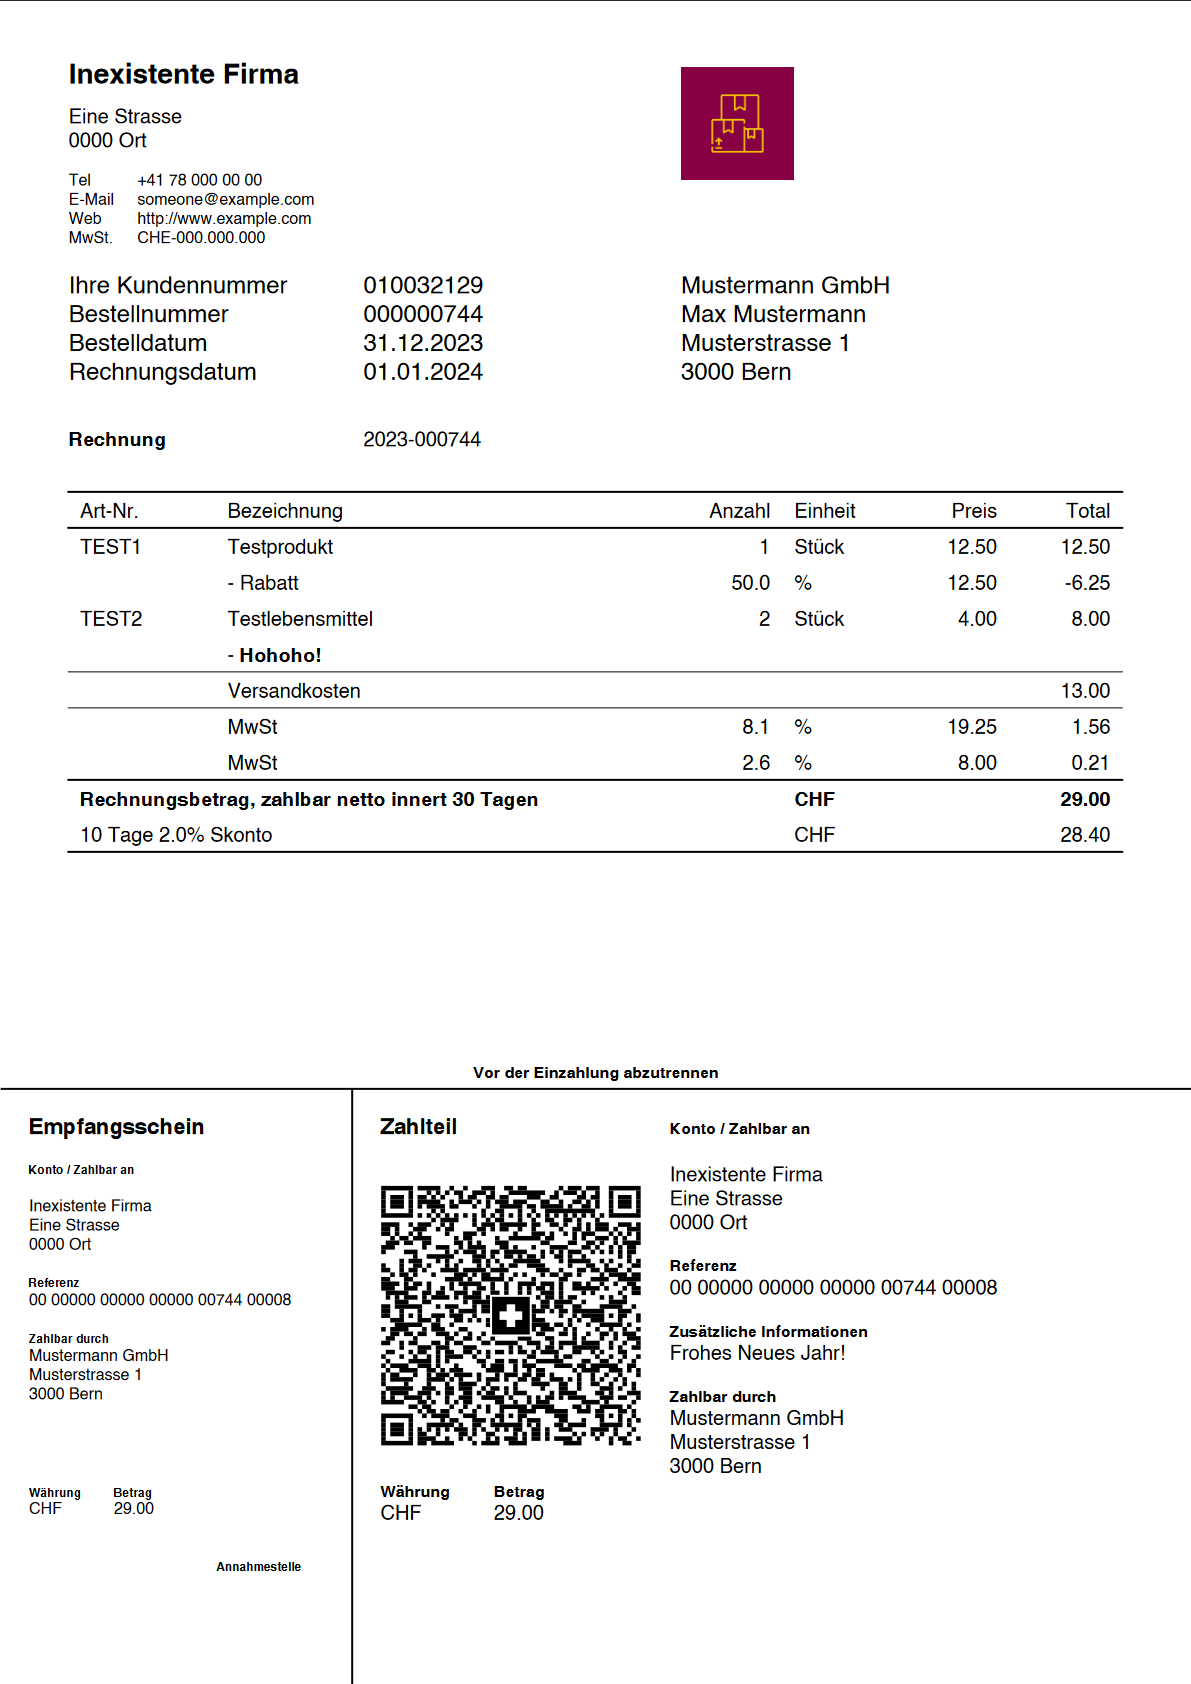 Inexistente Firma
Eine Strasse
0000 Ort
Tel +41 78 000 00 00
E-Mail someone@example.com
Web http://www.example.com
MwSt. CHE-000.000.000
Ihre Kundennummer 010032129
Bestellnummer 000000744
Bestelldatum 31.12.2023
Rechnungsdatum 01.01.2024
Mustermann GmbH
Max Mustermann
Musterstrasse 1
3000 Bern
Rechnung 2023-000744
Art-Nr. Bezeichnung Anzahl Einheit Preis Total
TEST1 Testprodukt 1 Stück 12.50 12.50
- Rabatt 50.0 % 12.50 -6.25
TEST2 Testlebensmittel 2 Stück 4.00 8.00
- Hohoho!
Versandkosten 13.00
MwSt 8.1 % 19.25 1.56
MwSt 2.6 % 8.00 0.21
Rechnungsbetrag, zahlbar netto innert 30 Tagen CHF 29.00
10 Tage 2.0% Skonto CHF 28.40
Vor der Einzahlung abzutrennen
Empfangsschein
Konto / Zahlbar an
Inexistente Firma
Eine Strasse
0000 Ort
Referenz
00 00000 00000 00000 00744 00008
Zahlbar durch
Mustermann GmbH
Musterstrasse 1
3000 Bern
Währung Betrag
CHF 29.00
Annahmestelle
Zahlteil
Währung Betrag
CHF 29.00
Konto / Zahlbar an
Inexistente Firma
Eine Strasse
0000 Ort
Referenz
00 00000 00000 00000 00744 00008
Zusätzliche Informationen
Frohes Neues Jahr!
Zahlbar durch
Mustermann GmbH
Musterstrasse 1
3000 Bern